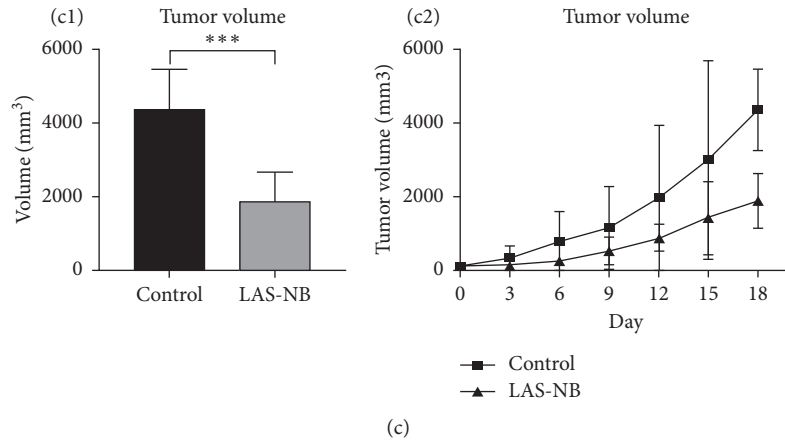 (c1)
Tumor volume
***
6000
4000
2000
0
Volume (mm³)
Control
LAS-NB
(c2)
Tumor volume
6000
4000
2000
0
Tumor volume (mm3)
0 3 6 9 12 15 18
Day
Control
LAS-NB
(c)